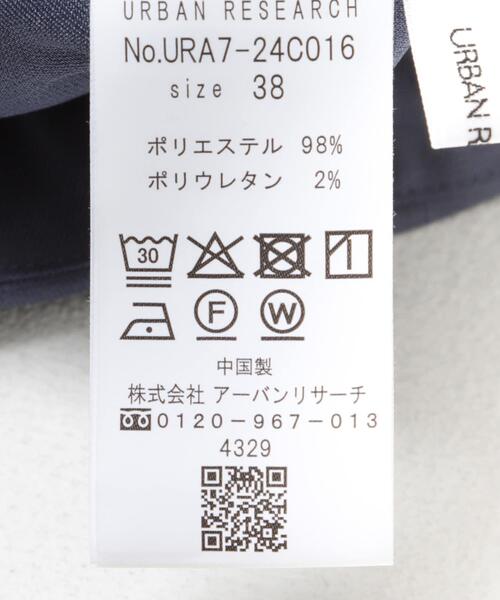 URBAN RESEARCH
No.URA7-24C016
size 38
ポリエステル 98%
ポリウレタン 2%
30
F W
中国製
株式会社 アーバンリサーチ
0120-967-013
4329
URBAN R